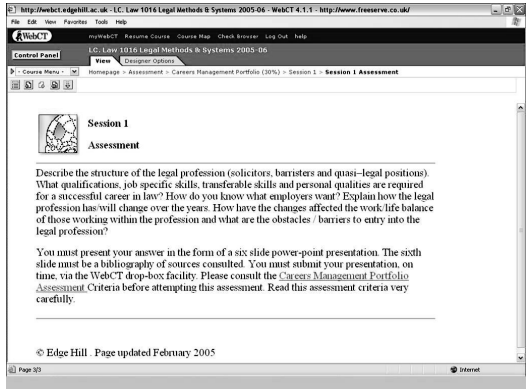 http://webct.edgehill.ac.uk - LC. Law 1016 Legal Methods & Systems 2005-06 - WebCT 4.1.1 - http://www.freeserve.co.uk/
File Edit View Favorites Tools Help
WebCT
myWebCT Resume Course Course Map Check Browser Log Out Help
Control Panel
LC. Law 1016 Legal Methods & Systems 2005-06
View Designer Options
- Course Menu -
Homepage > Assessment > Careers Management Portfolio (30%) > Session 1 > Session 1 Assessment
Session 1
Assessment
Describe the structure of the legal profession (solicitors, barristers and quasi-legal positions).
What qualifications, job specific skills, transferable skills and personal qualities are required
for a successful career in law? How do you know what employers want? Explain how the legal
profession has/will change over the years. How have the changes affected the work/life balance
of those working within the profession and what are the obstacles / barriers to entry into the
legal profession?
You must present your answer in the form of a six slide power-point presentation. The sixth
slide must be a bibliography of sources consulted. You must submit your presentation, on
time, via the WebCT drop-box facility. Please consult the Careers Management Portfolio
Assessment Criteria before attempting this assessment. Read this assessment criteria very
carefully.
© Edge Hill . Page updated February 2005
Page 3/3
Internet